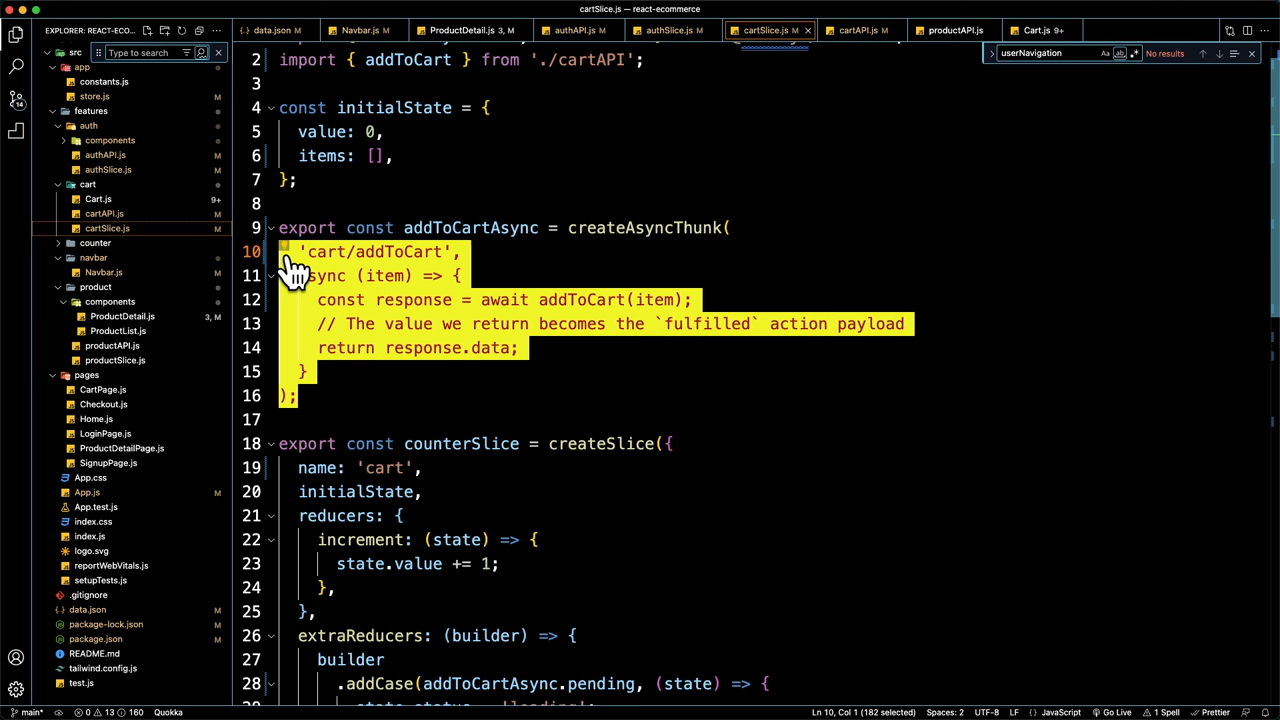 cartSlice.js — react-ecommerce
EXPLORER: REACT-ECO...
data.json M
Navbar.js M
ProductDetail.js 3, M
authAPI.js M
authSlice.js M
cartSlice.js M
cartAPI.js M
productAPI.js
Cart.js 9+
userNavigation
No results
src
Type to search
app
constants.js
store.js M
features
auth
components
authAPI.js M
authSlice.js M
cart
Cart.js 9+
cartAPI.js M
cartSlice.js M
counter
navbar
Navbar.js M
product
components
ProductDetail.js 3, M
ProductList.js
productAPI.js
productSlice.js
pages
CartPage.js
Checkout.js
Home.js
LoginPage.js
ProductDetailPage.js
SignupPage.js
App.css
App.js M
App.test.js
index.css
index.js
logo.svg
reportWebVitals.js
setupTests.js
.gitignore
data.json M
package-lock.json M
package.json M
README.md
tailwind.config.js
test.js
2 import { addToCart } from './cartAPI';
3
4 const initialState = {
5 value: 0,
6 items: [],
7 };
8
9 export const addToCartAsync = createAsyncThunk(
10 'cart/addToCart',
11 sync (item) => {
12 const response = await addToCart(item);
13 // The value we return becomes the `fulfilled` action payload
14 return response.data;
15 }
16 );
17
18 export const counterSlice = createSlice({
19 name: 'cart',
20 initialState,
21 reducers: {
22 increment: (state) => {
23 state.value += 1;
24 },
25 },
26 extraReducers: (builder) => {
27 builder
28 .addCase(addToCartAsync.pending, (state) => {
main* 0 13 160 Quokka
Ln 10, Col 1 (182 selected) Spaces: 2 UTF-8 LF {} JavaScript Go Live 1 Spell Prettier